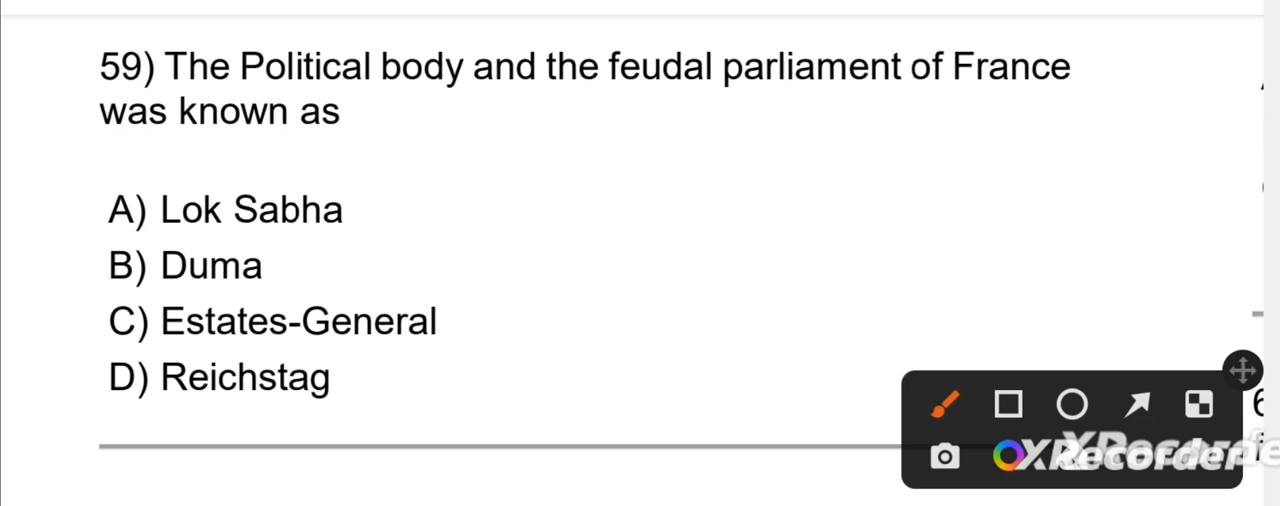 59) The Political body and the feudal parliament of France
was known as
A) Lok Sabha
B) Duma
C) Estates-General
D) Reichstag
XRecorder